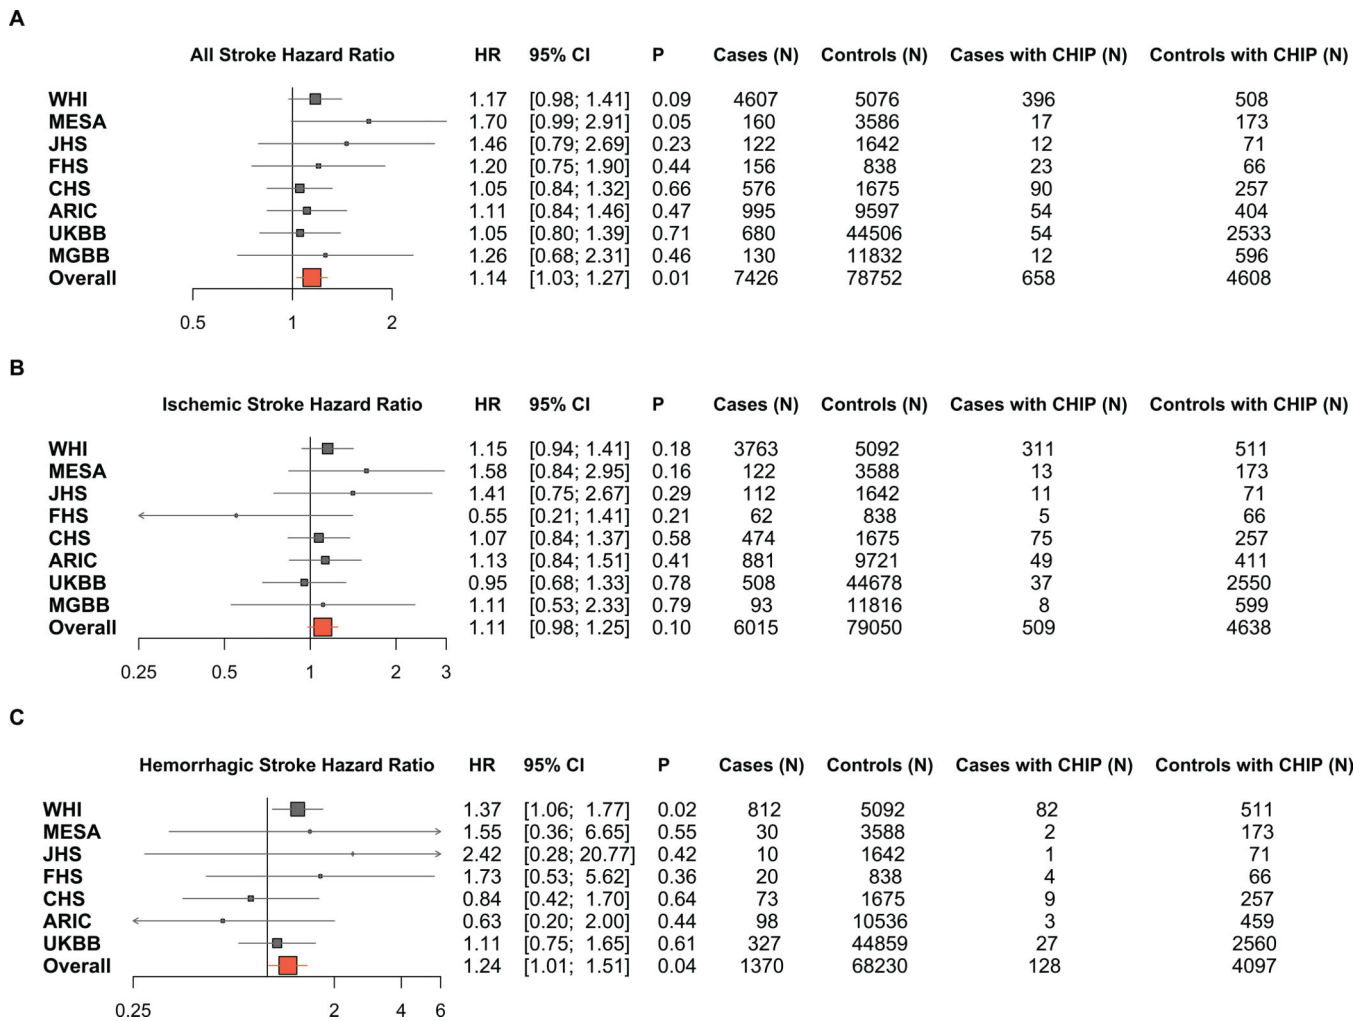 A
All Stroke Hazard Ratio HR 95% CI P Cases (N) Controls (N) Cases with CHIP (N) Controls with CHIP (N)
WHI 1.17 [0.98; 1.41] 0.09 4607 5076 396 508
MESA 1.70 [0.99; 2.91] 0.05 160 3586 17 173
JHS 1.46 [0.79; 2.69] 0.23 122 1642 12 71
FHS 1.20 [0.75; 1.90] 0.44 156 838 23 66
CHS 1.05 [0.84; 1.32] 0.66 576 1675 90 257
ARIC 1.11 [0.84; 1.46] 0.47 995 9597 54 404
UKBB 1.05 [0.80; 1.39] 0.71 680 44506 54 2533
MGBB 1.26 [0.68; 2.31] 0.46 130 11832 12 596
Overall 1.14 [1.03; 1.27] 0.01 7426 78752 658 4608
0.5 1 2
B
Ischemic Stroke Hazard Ratio HR 95% CI P Cases (N) Controls (N) Cases with CHIP (N) Controls with CHIP (N)
WHI 1.15 [0.94; 1.41] 0.18 3763 5092 311 511
MESA 1.58 [0.84; 2.95] 0.16 122 3588 13 173
JHS 1.41 [0.75; 2.67] 0.29 112 1642 11 71
FHS 0.55 [0.21; 1.41] 0.21 62 838 5 66
CHS 1.07 [0.84; 1.37] 0.58 474 1675 75 257
ARIC 1.13 [0.84; 1.51] 0.41 881 9721 49 411
UKBB 0.95 [0.68; 1.33] 0.78 508 44678 37 2550
MGBB 1.11 [0.53; 2.33] 0.79 93 11816 8 599
Overall 1.11 [0.98; 1.25] 0.10 6015 79050 509 4638
0.25 0.5 1 2 3
C
Hemorrhagic Stroke Hazard Ratio HR 95% CI P Cases (N) Controls (N) Cases with CHIP (N) Controls with CHIP (N)
WHI 1.37 [1.06; 1.77] 0.02 812 5092 82 511
MESA 1.55 [0.36; 6.65] 0.55 30 3588 2 173
JHS 2.42 [0.28; 20.77] 0.42 10 1642 1 71
FHS 1.73 [0.53; 5.62] 0.36 20 838 4 66
CHS 0.84 [0.42; 1.70] 0.64 73 1675 9 257
ARIC 0.63 [0.20; 2.00] 0.44 98 10536 3 459
UKBB 1.11 [0.75; 1.65] 0.61 327 44859 27 2560
Overall 1.24 [1.01; 1.51] 0.04 1370 68230 128 4097
0.25 2 4 6